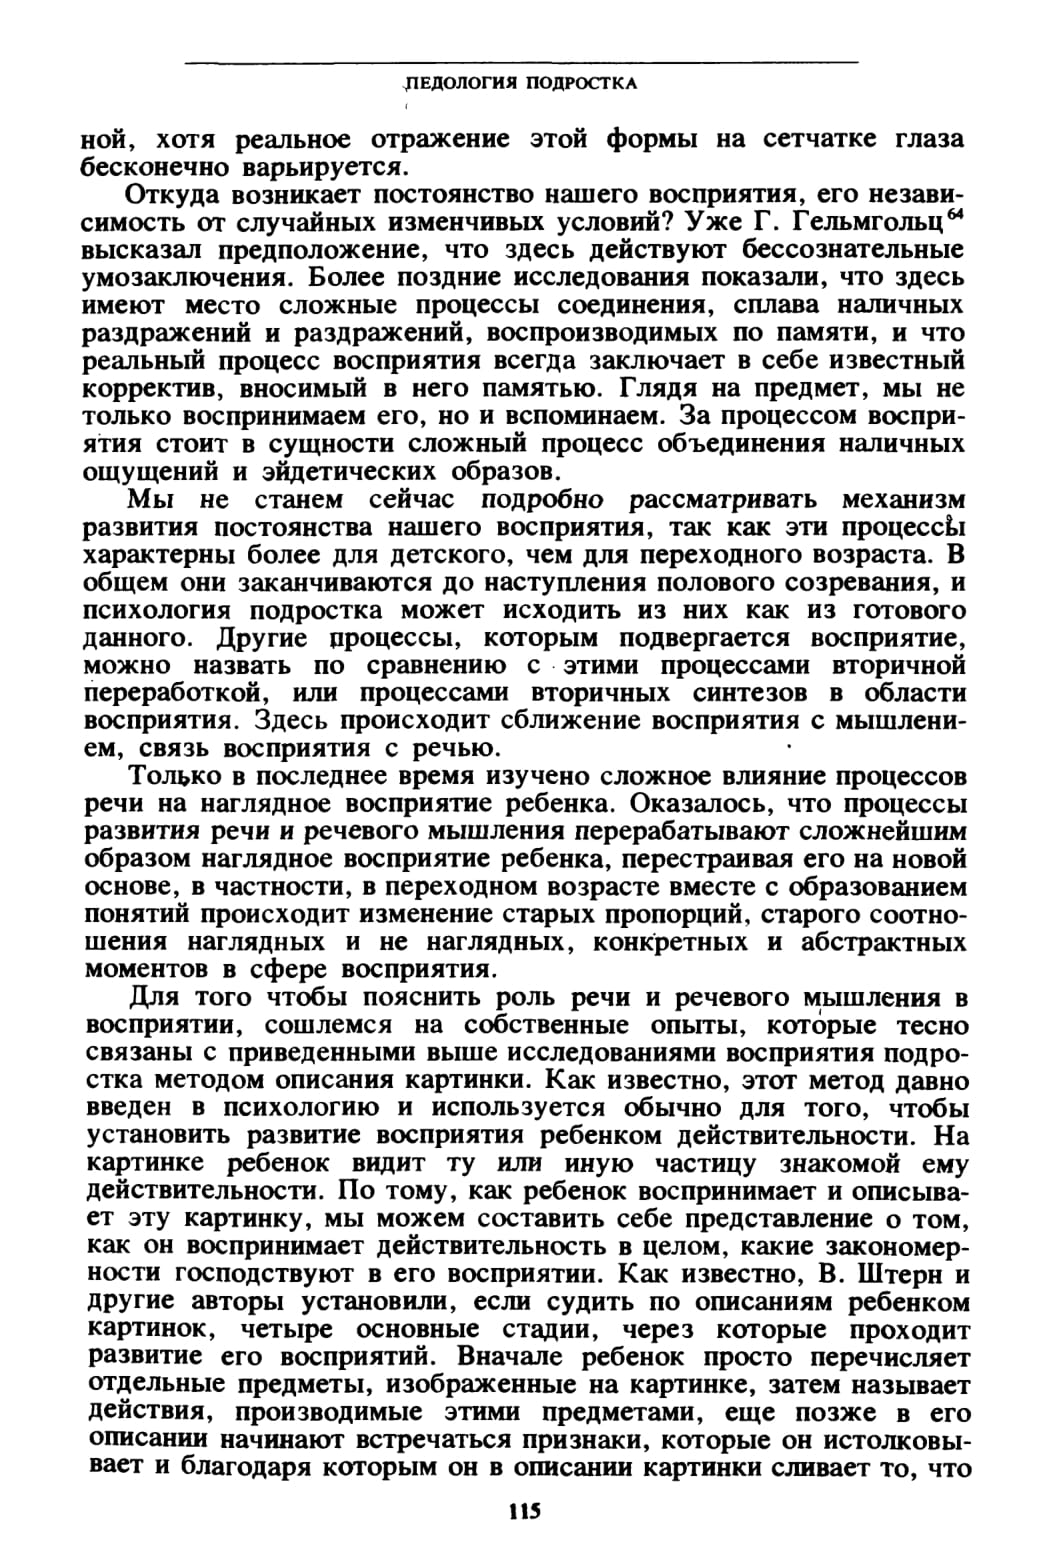 ПЕДОЛОГИЯ ПОДРОСТКА
ной, хотя реальное отражение этой формы на сетчатке глаза
бесконечно варьируется.
Откуда возникает постоянство нашего восприятия, его незави-
симость от случайных изменчивых условий? Уже Г. Гельмгольц⁶⁴
высказал предположение, что здесь действуют бессознательные
умозаключения. Более поздние исследования показали, что здесь
имеют место сложные процессы соединения, сплава наличных
раздражений и раздражений, воспроизводимых по памяти, и что
реальный процесс восприятия всегда заключает в себе известный
корректив, вносимый в него памятью. Глядя на предмет, мы не
только воспринимаем его, но и вспоминаем. За процессом воспри-
ятия стоит в сущности сложный процесс объединения наличных
ощущений и эйдетических образов.
Мы не станем сейчас подробно рассматривать механизм
развития постоянства нашего восприятия, так как эти процессы
характерны более для детского, чем для переходного возраста. В
общем они заканчиваются до наступления полового созревания, и
психология подростка может исходить из них как из готового
данного. Другие процессы, которым подвергается восприятие,
можно назвать по сравнению с этими процессами вторичной
переработкой, или процессами вторичных синтезов в области
восприятия. Здесь происходит сближение восприятия с мышлени-
ем, связь восприятия с речью.
Только в последнее время изучено сложное влияние процессов
речи на наглядное восприятие ребенка. Оказалось, что процессы
развития речи и речевого мышления перерабатывают сложнейшим
образом наглядное восприятие ребенка, перестраивая его на новой
основе, в частности, в переходном возрасте вместе с образованием
понятий происходит изменение старых пропорций, старого соотно-
шения наглядных и не наглядных, конкретных и абстрактных
моментов в сфере восприятия.
Для того чтобы пояснить роль речи и речевого мышления в
восприятии, сошлемся на собственные опыты, которые тесно
связаны с приведенными выше исследованиями восприятия подро-
стка методом описания картинки. Как известно, этот метод давно
введен в психологию и используется обычно для того, чтобы
установить развитие восприятия ребенком действительности. На
картинке ребенок видит ту или иную частицу знакомой ему
действительности. По тому, как ребенок воспринимает и описыва-
ет эту картинку, мы можем составить себе представление о том,
как он воспринимает действительность в целом, какие закономер-
ности господствуют в его восприятии. Как известно, В. Штерн и
другие авторы установили, если судить по описаниям ребенком
картинок, четыре основные стадии, через которые проходит
развитие его восприятий. Вначале ребенок просто перечисляет
отдельные предметы, изображенные на картинке, затем называет
действия, производимые этими предметами, еще позже в его
описании начинают встречаться признаки, которые он истолковы-
вает и благодаря которым он в описании картинки сливает то, что
115